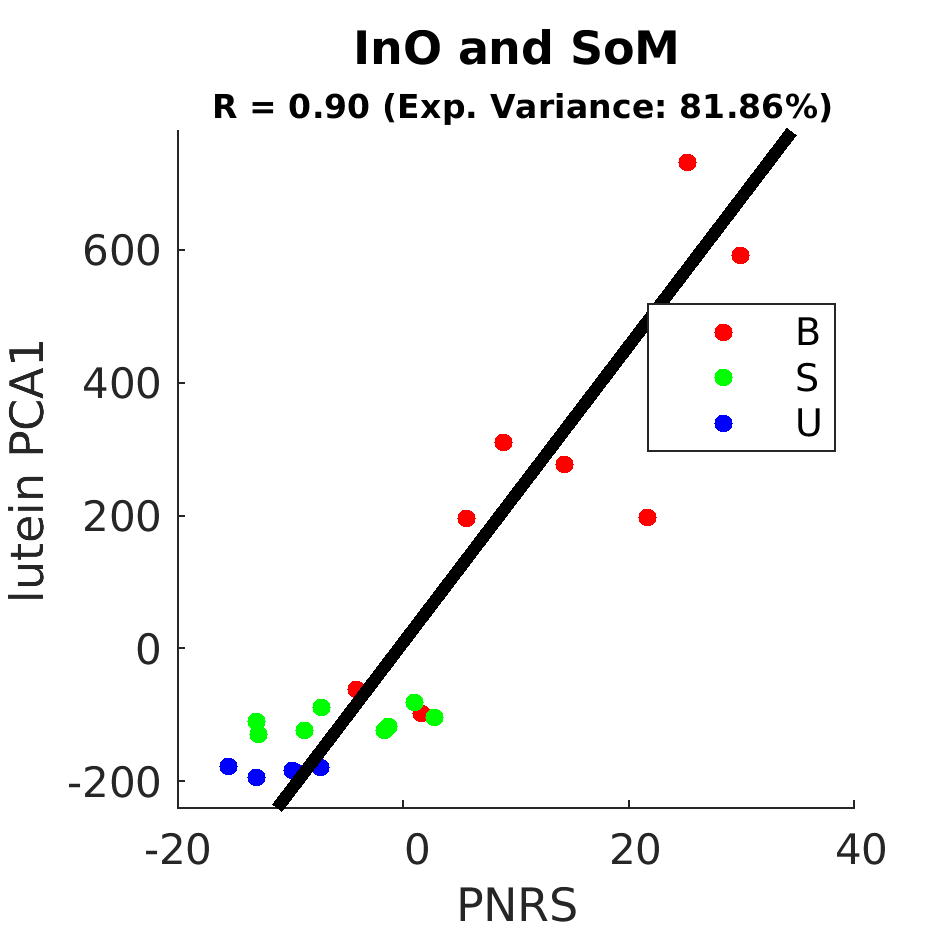 InO and SoM
R = 0.90 (Exp. Variance: 81.86%)
600
400
200
0
-200
lutein PCA1
B
S
U
-20 0 20 40
PNRS